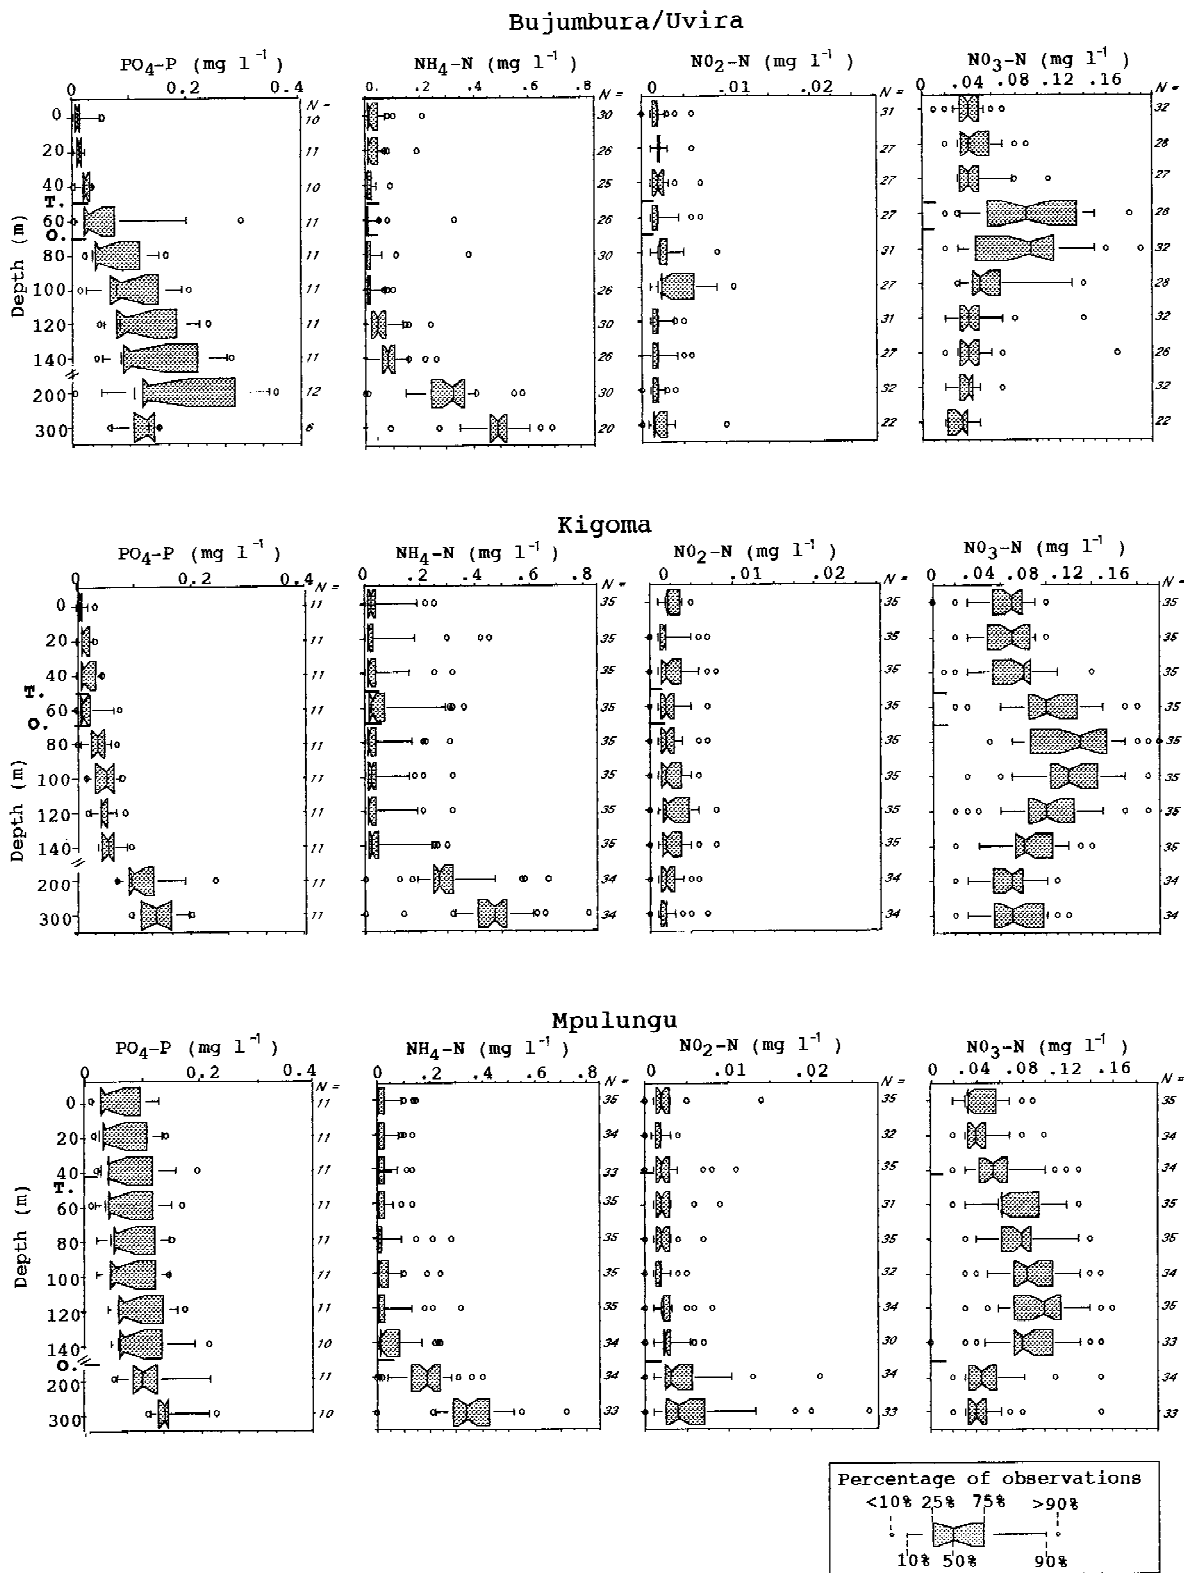 Bujumbura/Uvira
PO4-P (mg l-1) NH4-N (mg l-1) NO2-N (mg l-1) NO3-N (mg l-1)
0 0.2 0.4 N= 0 .2 .4 .6 .8 N= 0 .01 .02 N= 0 .04 .08 .12 .16 N=
0 10 30 31 32
20 11 26 27 28
40 10 25 27 27
T.
60 11 26 27 28
O.
80 11 30 31 32
100 11 26 27 28
120 11 30 31 32
140 11 26 27 26
200 12 30 32 32
300 6 20 22 22
Depth (m)
Kigoma
PO4-P (mg l-1) NH4-N (mg l-1) NO2-N (mg l-1) NO3-N (mg l-1)
0 0.2 0.4 N= 0 .2 .4 .6 .8 N= 0 .01 .02 N= 0 .04 .08 .12 .16 N=
0 11 35 35 35
20 11 35 35 35
40 11 35 35 35
T.
60 11 35 35 35
O.
80 11 35 35 35
100 11 35 35 35
120 11 35 35 35
140 11 35 35 35
200 11 34 34 34
300 11 34 34 34
Depth (m)
Mpulungu
PO4-P (mg l-1) NH4-N (mg l-1) NO2-N (mg l-1) NO3-N (mg l-1)
0 0.2 0.4 N= 0 .2 .4 .6 .8 N= 0 .01 .02 N= 0 .04 .08 .12 .16 N=
0 11 35 35 35
20 11 34 32 34
40 11 33 35 34
T.
60 11 35 31 35
80 11 35 35 35
100 11 35 32 34
120 11 35 34 35
140 10 34 30 33
O.
200 11 34 34 34
300 10 33 33 33
Depth (m)
Percentage of observations
<10% 25% 75% >90%
10% 50% 90%